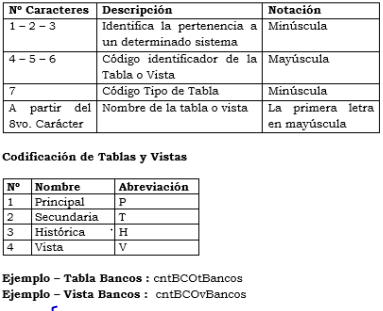 Nº Caracteres Descripción Notación
1 – 2 – 3 Identifica la pertenencia a Minúscula
un determinado sistema
4 – 5 – 6 Código identificador de la Mayúscula
Tabla o Vista
7 Código Tipo de Tabla Minúscula
A partir del Nombre de la tabla o vista La primera letra
8vo. Carácter en mayúscula
Codificación de Tablas y Vistas
Nº Nombre Abreviación
1 Principal P
2 Secundaria T
3 Histórica H
4 Vista V
Ejemplo – Tabla Bancos : cntBCOtBancos
Ejemplo – Vista Bancos : cntBCOvBancos